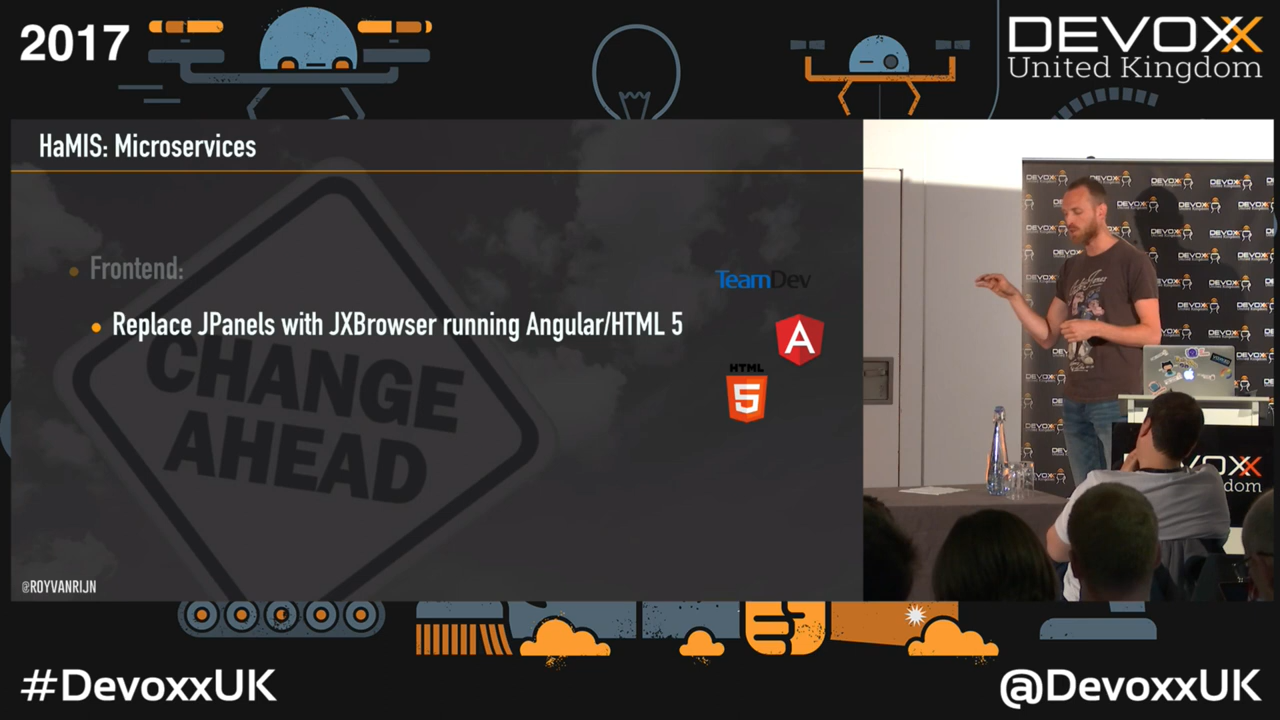 2017
DEVOXX
United Kingdom
HaMIS: Microservices
Frontend:
Replace JPanels with JXBrowser running Angular/HTML 5
TeamDev
A
HTML
5
CHANGE
AHEAD
@ROYVANRIJN
DEVOXX
#DevoxxUK
@DevoxxUK